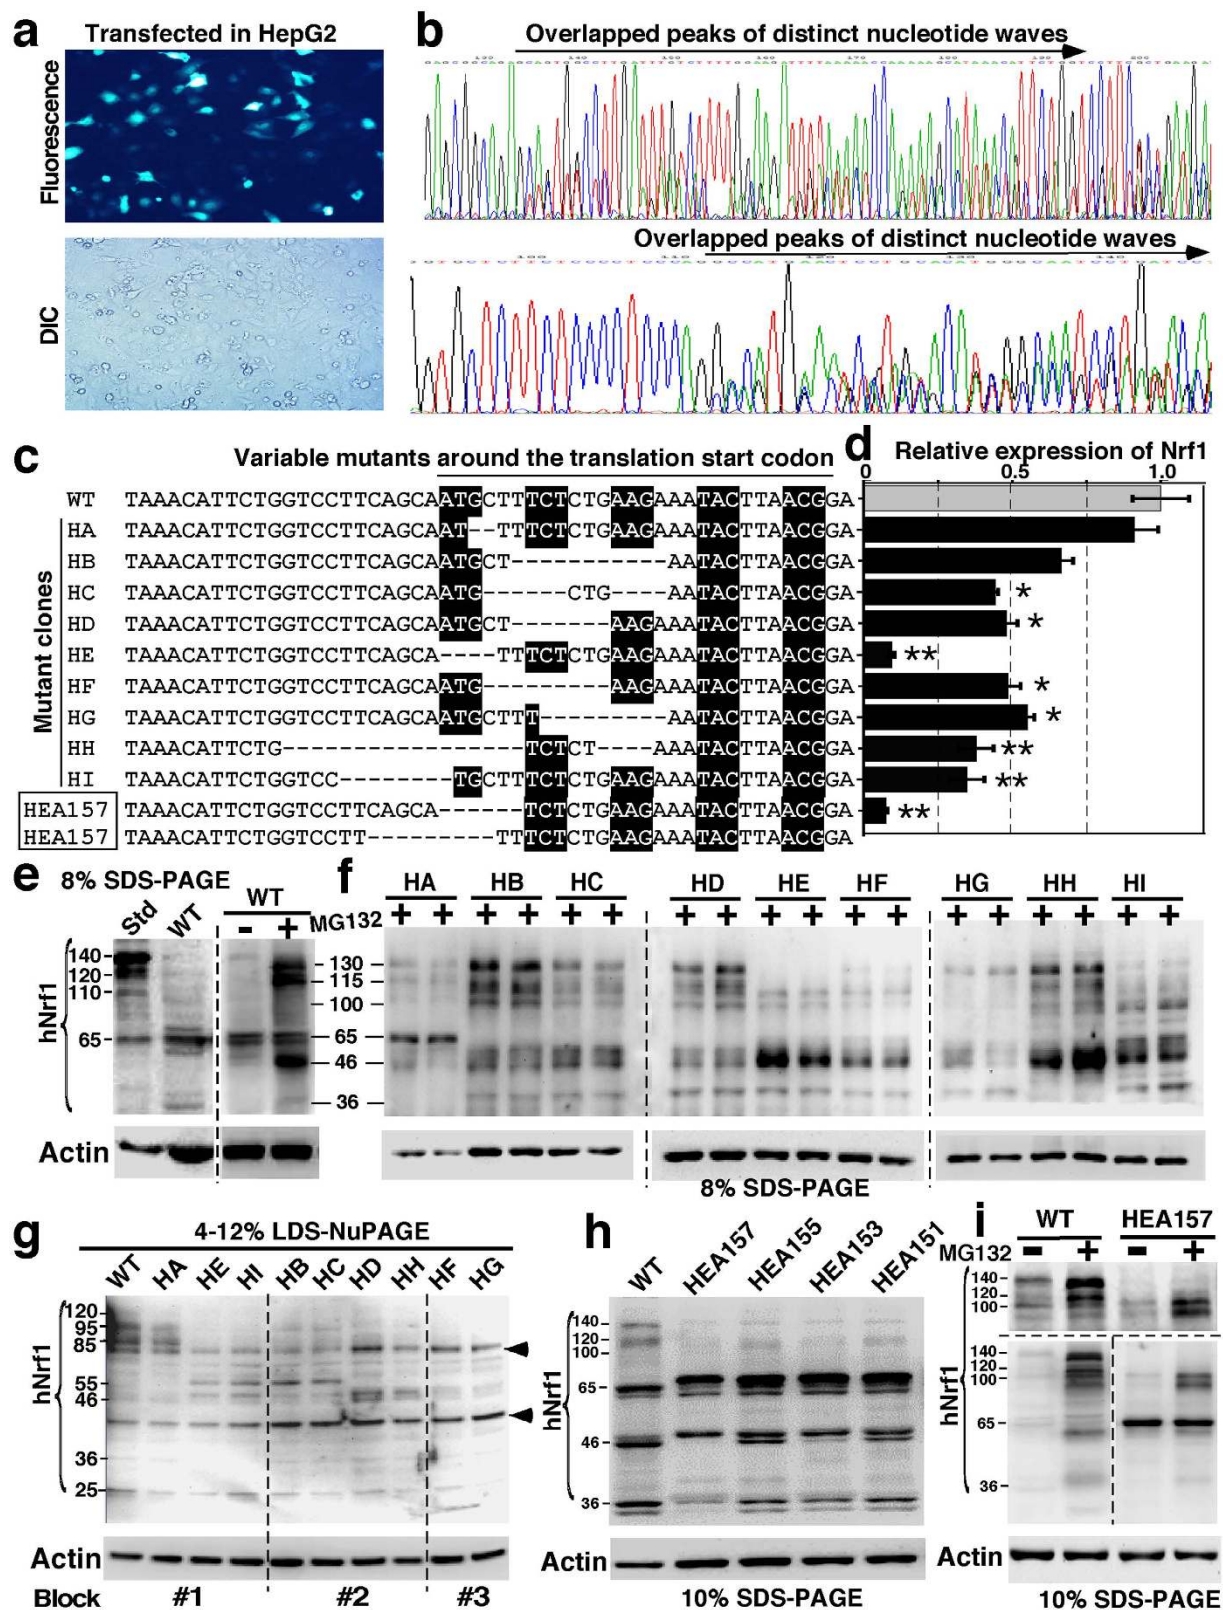 a Transfected in HepG2
Fluorescence
DIC
b Overlapped peaks of distinct nucleotide waves
Overlapped peaks of distinct nucleotide waves
c Variable mutants around the translation start codon
Mutant clones
WT TAAACATTCTGGTCCTTCAGCAATGCTTTCTCTGAAGAAATACTTAACGGA
HA TAAACATTCTGGTCCTTCAGCAAT--TTTCTCTGAAGAAATACTTAACGGA
HB TAAACATTCTGGTCCTTCAGCAATGCT-----------AATACTTAACGGA
HC TAAACATTCTGGTCCTTCAGCAATG------CTG----AATACTTAACGGA
HD TAAACATTCTGGTCCTTCAGCAATGCT-------AAGAAATACTTAACGGA
HE TAAACATTCTGGTCCTTCAGCA----TTTCTCTGAAGAAATACTTAACGGA
HF TAAACATTCTGGTCCTTCAGCAATG---------AAGAAATACTTAACGGA
HG TAAACATTCTGGTCCTTCAGCAATGCTTT---------AATACTTAACGGA
HH TAAACATTCTG-----------------TCTCT----AAATACTTAACGGA
HI TAAACATTCTGGTCC--------TGCTTTCTCTGAAGAAATACTTAACGGA
HEA157 TAAACATTCTGGTCCTTCAGCA------TCTCTGAAGAAATACTTAACGGA
HEA157 TAAACATTCTGGTCCTT---------TTTCTCTGAAGAAATACTTAACGGA
d Relative expression of Nrf1
0 0.5 1.0
*
*
**
*
*
**
**
**
e 8% SDS-PAGE
Std WT WT
- + MG132
hNrf1
140
120
110
65
Actin
f HA HB HC HD HE HF HG HH HI
+ + + + + + + + + + + + + + + + + +
130
115
100
65
46
36
8% SDS-PAGE
g 4-12% LDS-NuPAGE
WT HA HE HI HB HC HD HH HF HG
hNrf1
120
95
85
55
46
36
25
Actin
Block #1 #2 #3
h WT HEA157 HEA155 HEA153 HEA151
hNrf1
140
120
100
65
46
36
Actin
10% SDS-PAGE
i WT HEA157
MG132 - + - +
hNrf1
140
120
100
140
120
100
65
36
Actin
10% SDS-PAGE